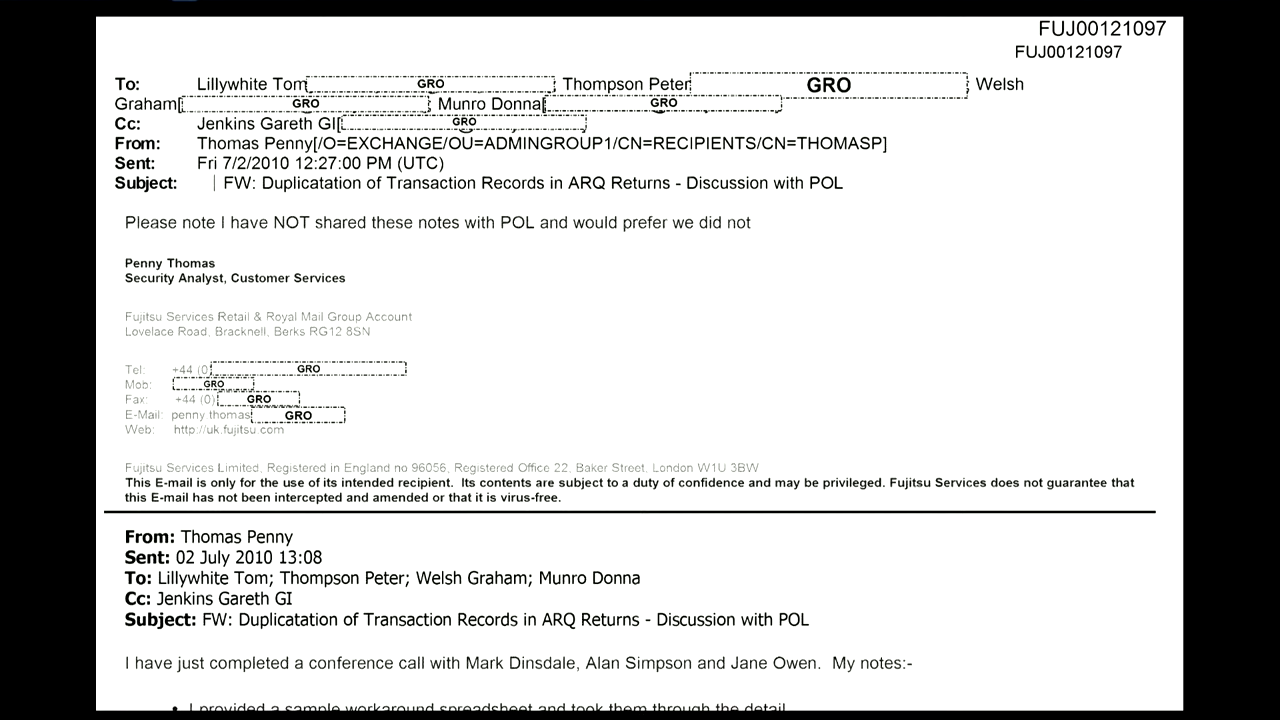 FUJ00121097
FUJ00121097
To: Lillywhite Tom[ GRO ] Thompson Peter[ GRO ] Welsh
Graham[ GRO ] Munro Donna[ GRO ]
Cc: Jenkins Gareth GI[ GRO ]
From: Thomas Penny[/O=EXCHANGE/OU=ADMINGROUP1/CN=RECIPIENTS/CN=THOMASP]
Sent: Fri 7/2/2010 12:27:00 PM (UTC)
Subject: FW: Duplicatation of Transaction Records in ARQ Returns - Discussion with POL
Please note I have NOT shared these notes with POL and would prefer we did not
Penny Thomas
Security Analyst, Customer Services
Fujitsu Services Retail & Royal Mail Group Account
Lovelace Road, Bracknell, Berks RG12 8SN
Tel: +44 (0) GRO
Mob: GRO
Fax: +44 (0) GRO
E-Mail: penny thomas GRO
Web: http://uk.fujitsu.com
Fujitsu Services Limited, Registered in England no 96056, Registered Office 22, Baker Street, London W1U 3BW
This E-mail is only for the use of its intended recipient. Its contents are subject to a duty of confidence and may be privileged. Fujitsu Services does not guarantee that
this E-mail has not been intercepted and amended or that it is virus-free.
From: Thomas Penny
Sent: 02 July 2010 13:08
To: Lillywhite Tom; Thompson Peter; Welsh Graham; Munro Donna
Cc: Jenkins Gareth GI
Subject: FW: Duplicatation of Transaction Records in ARQ Returns - Discussion with POL
I have just completed a conference call with Mark Dinsdale, Alan Simpson and Jane Owen. My notes:-
• I provided a sample workaround spreadsheet and took them through the detail